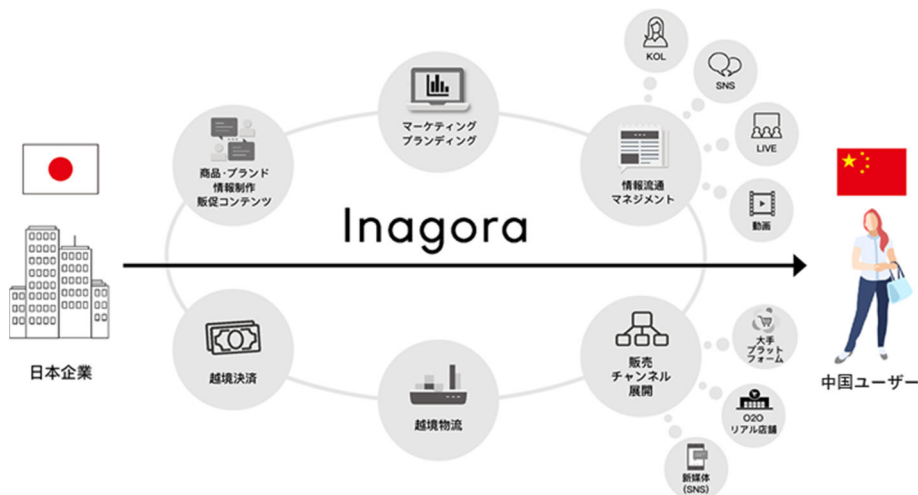 KOL
SNS
マーケティング
ブランディング
商品・ブランド
情報制作
販促コンテンツ
情報流通
マネジメント
LIVE
動画
Inagora
日本企業
越境決済
越境物流
販売
チャンネル
展開
大手
プラット
フォーム
O2O
リアル店舗
新媒体
(SNS)
中国ユーザー